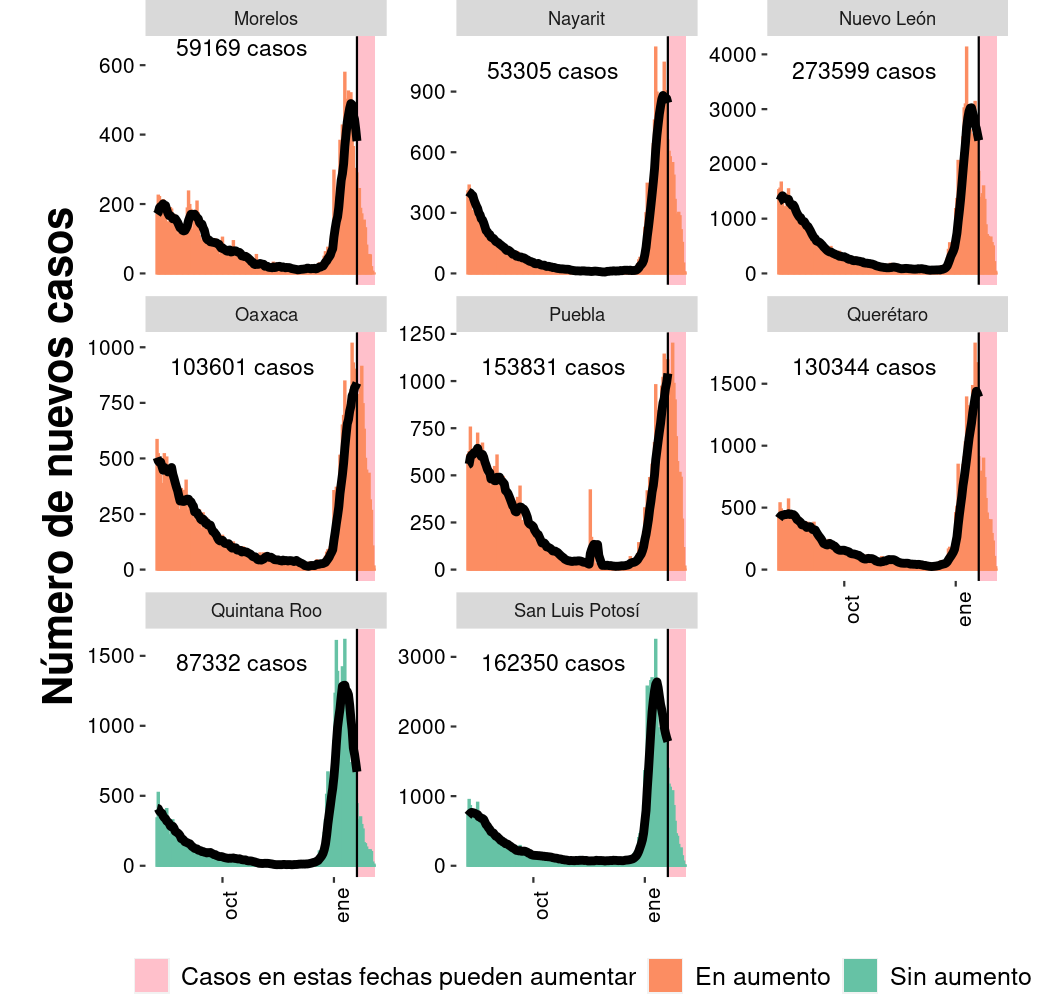 Número de nuevos casos
Morelos
59169 casos
600
400
200
0
Nayarit
53305 casos
900
600
300
0
Nuevo León
273599 casos
4000
3000
2000
1000
0
Oaxaca
103601 casos
1000
750
500
250
0
Puebla
153831 casos
1250
1000
750
500
250
0
Querétaro
130344 casos
1500
1000
500
0
oct
ene
Quintana Roo
87332 casos
1500
1000
500
0
oct
ene
San Luis Potosí
162350 casos
3000
2000
1000
0
oct
ene
Casos en estas fechas pueden aumentar
En aumento
Sin aumento